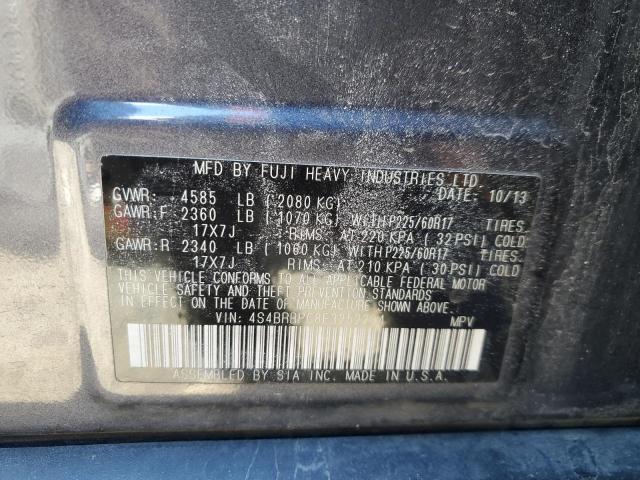 MFD BY FUJI HEAVY INDUSTRIES LTD.
DATE: 10/13
GVWR: 4585 LB (2080 KG)
GAWR:F 2360 LB (1070 KG) WITH P225/60R17 TIRES
17X7J RIMS AT 220 KPA (32 PSI) COLD
GAWR:R 2340 LB (1060 KG) WITH P225/60R17 TIRES
17X7J RIMS AT 210 KPA (30 PSI) COLD
THIS VEHICLE CONFORMS TO ALL APPLICABLE FEDERAL MOTOR
VEHICLE SAFETY AND THEFT PREVENTION STANDARDS
IN EFFECT ON THE DATE OF MANUFACTURE SHOWN ABOVE.
VIN: MPV
ASSEMBLED BY SIA INC. MADE IN U.S.A.